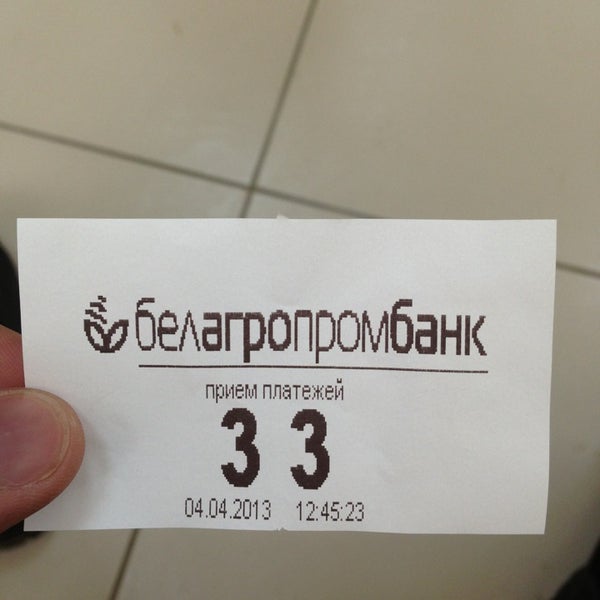 белагропромбанк
прием платежей
3 3
04.04.2013 12:45:23